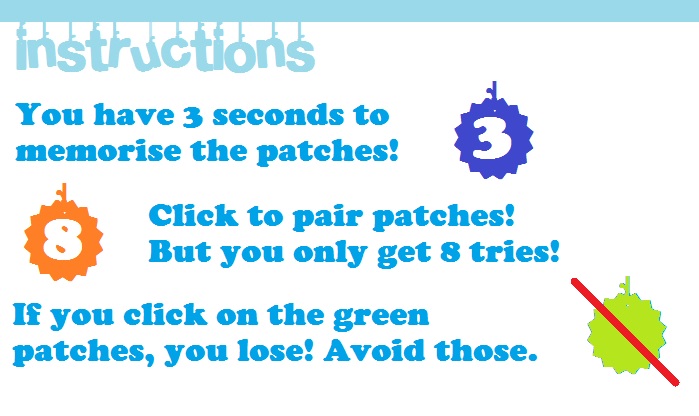 instructions
You have 3 seconds to
memorise the patches!
3
8
Click to pair patches!
But you only get 8 tries!
If you click on the green
patches, you lose! Avoid those.